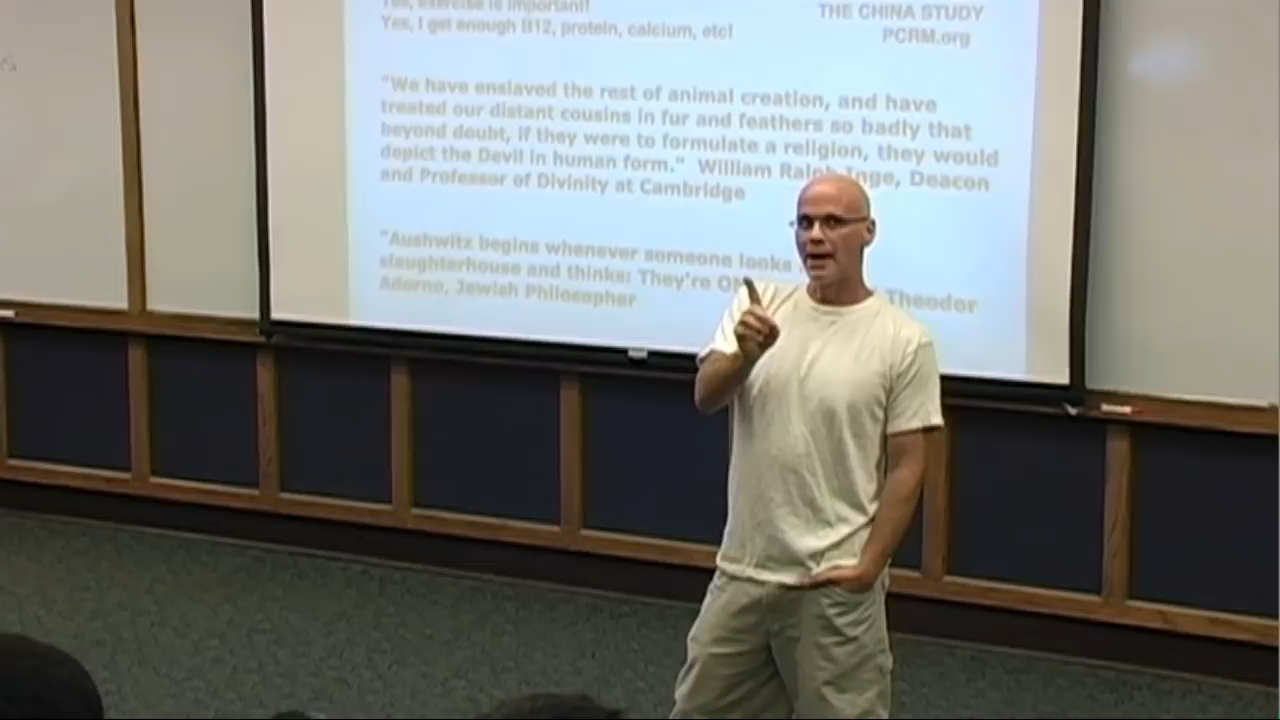 Yes, exercise is important!
THE CHINA STUDY
Yes, I get enough B12, protein, calcium, etc!
PCRM.org
"We have enslaved the rest of animal creation, and have
treated our distant cousins in fur and feathers so badly that
beyond doubt, if they were to formulate a religion, they would
depict the Devil in human form." William Ralph Inge, Deacon
and Professor of Divinity at Cambridge
"Aushwitz begins whenever someone looks
slaughterhouse and thinks: They're Theodor
Adorno, Jewish Philosopher